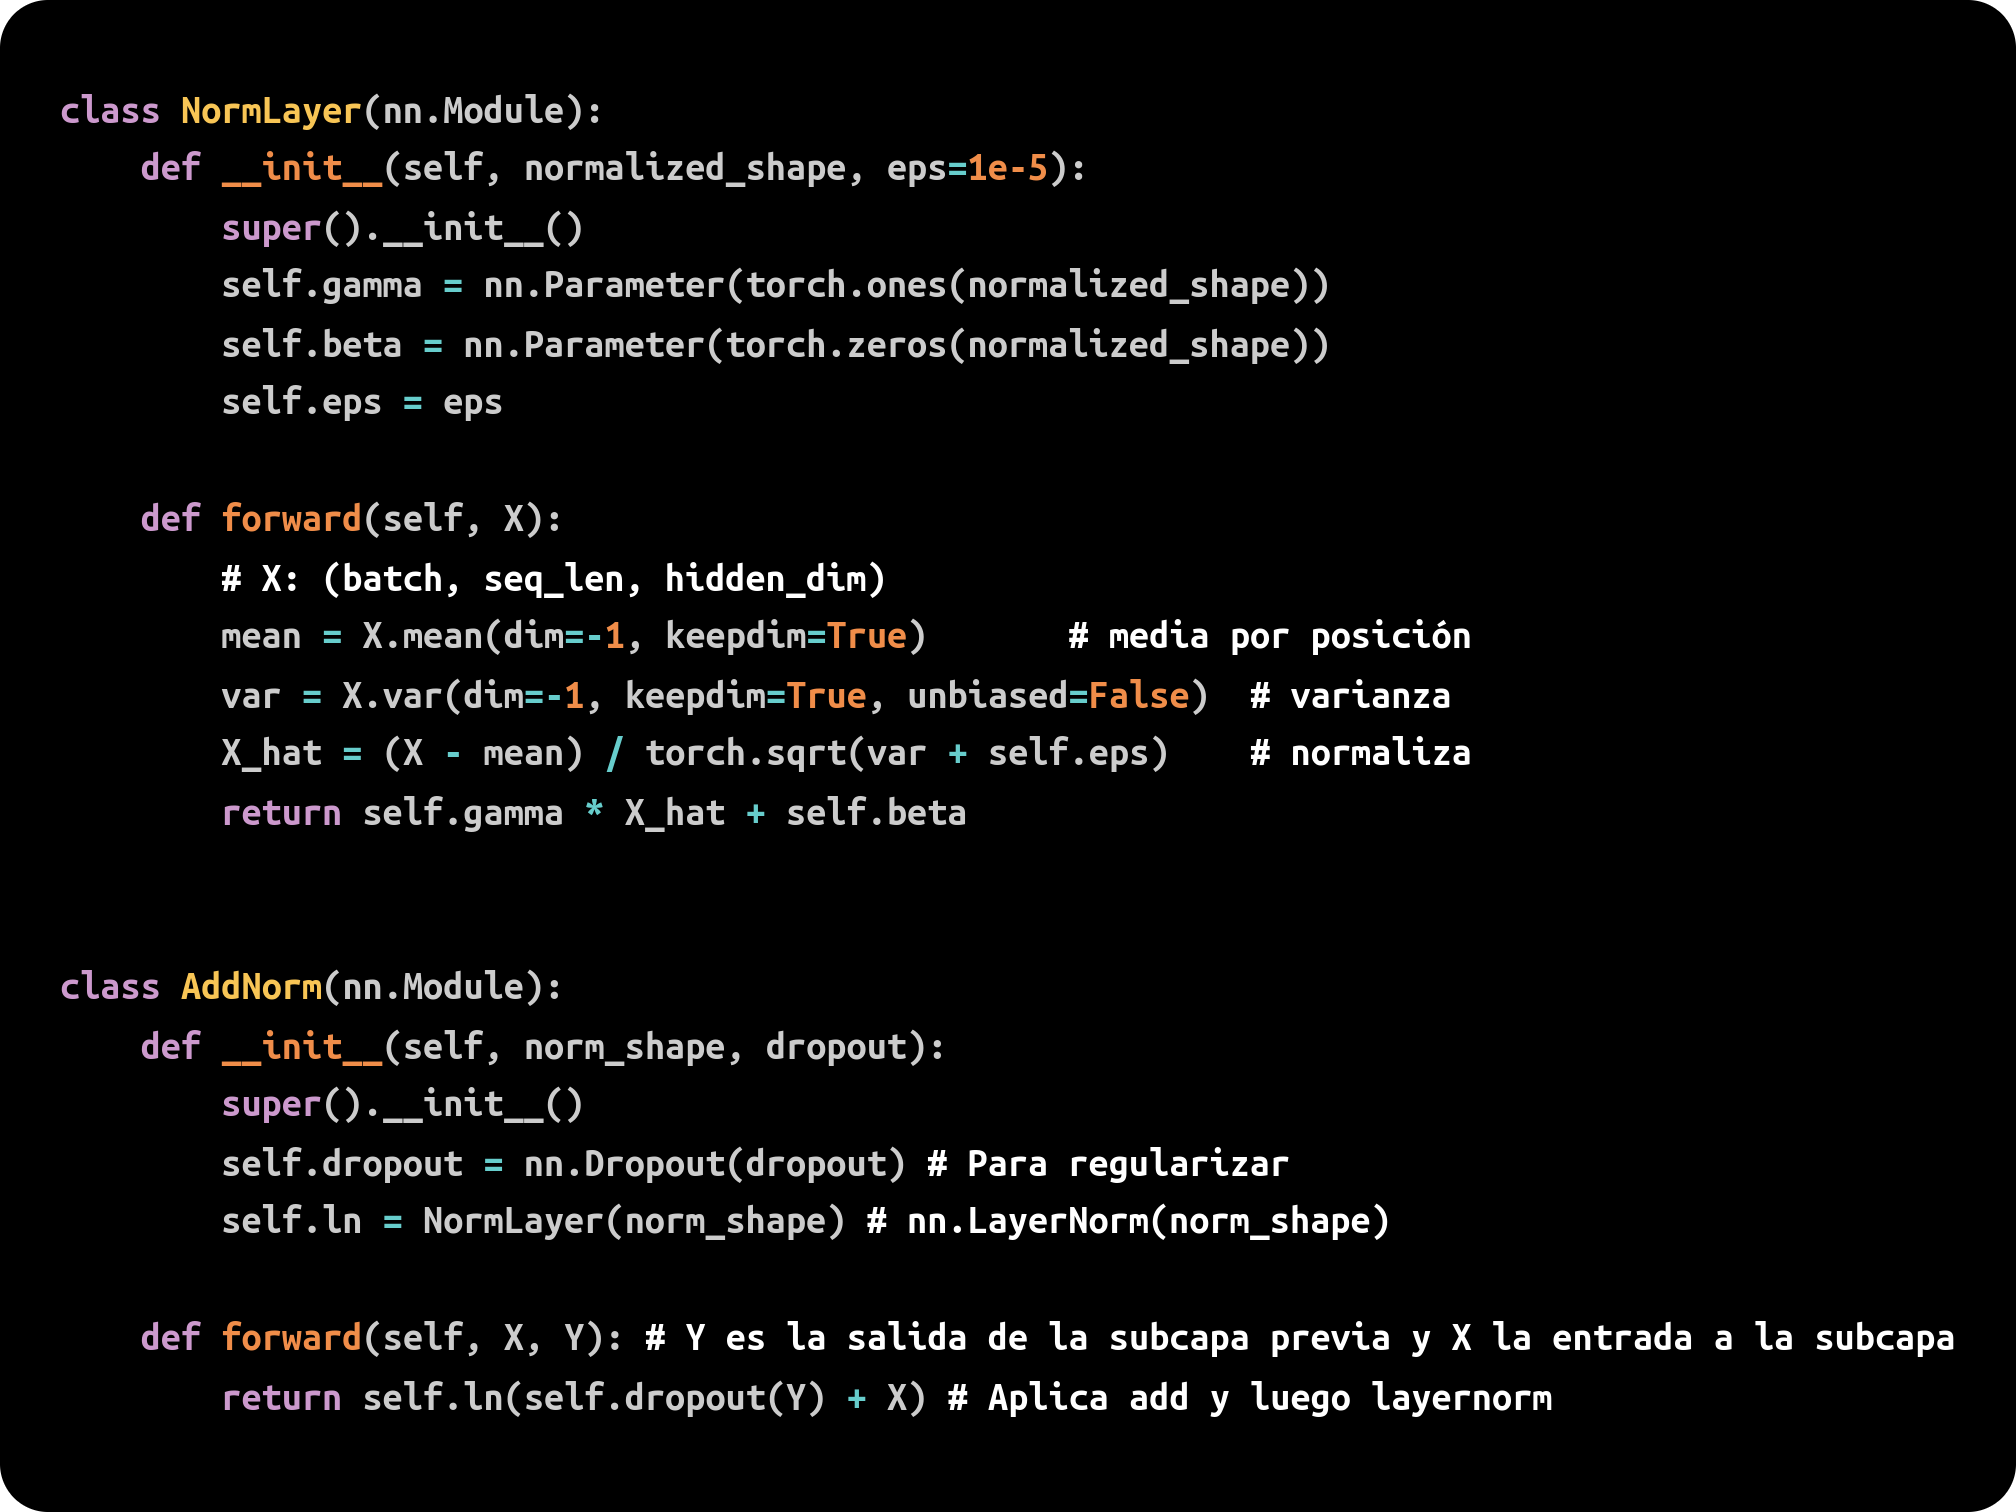 class NormLayer(nn.Module):
    def __init__(self, normalized_shape, eps=1e-5):
        super().__init__()
        self.gamma = nn.Parameter(torch.ones(normalized_shape))
        self.beta = nn.Parameter(torch.zeros(normalized_shape))
        self.eps = eps

    def forward(self, X):
        # X: (batch, seq_len, hidden_dim)
        mean = X.mean(dim=-1, keepdim=True)       # media por posición
        var = X.var(dim=-1, keepdim=True, unbiased=False)  # varianza
        X_hat = (X - mean) / torch.sqrt(var + self.eps)    # normaliza
        return self.gamma * X_hat + self.beta


class AddNorm(nn.Module):
    def __init__(self, norm_shape, dropout):
        super().__init__()
        self.dropout = nn.Dropout(dropout) # Para regularizar
        self.ln = NormLayer(norm_shape) # nn.LayerNorm(norm_shape)

    def forward(self, X, Y): # Y es la salida de la subcapa previa y X la entrada a la subcapa
        return self.ln(self.dropout(Y) + X) # Aplica add y luego layernorm